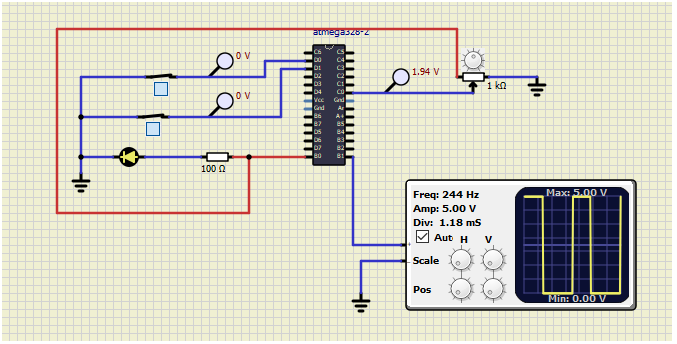 atmega328-2
0 V
0 V
1.94 V
1 kΩ
100 Ω
C6 C5
D0 C4
D1 C3
D2 C2
D3 C1
D4 C0
Vcc Gnd
Gnd Ar
B6 A+
B7 B5
D5 B4
D6 B3
D7 B2
B0 B1
Freq: 244 Hz
Amp: 5.00 V
Div: 1.18 mS
Auto H V
Scale
Pos
Max: 5.00 V
Min: 0.00 V